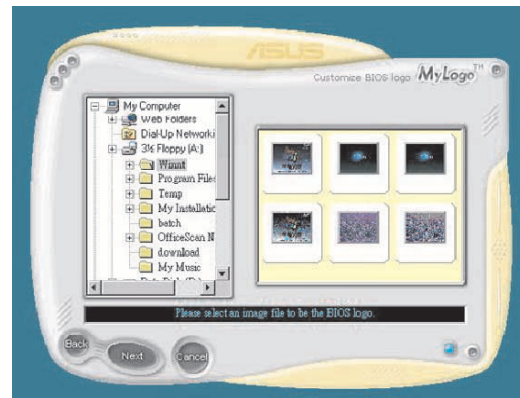 ASUS
Customize BIOS logo MyLogo™
My Computer
Web Folders
Dial-Up Networki
3½ Floppy (A:)
Winnt
Program Files
Temp
My Installatic
batch
OfficeScan N
download
My Music
Please select an image file to be the BIOS logo.
Back
Next
Cancel